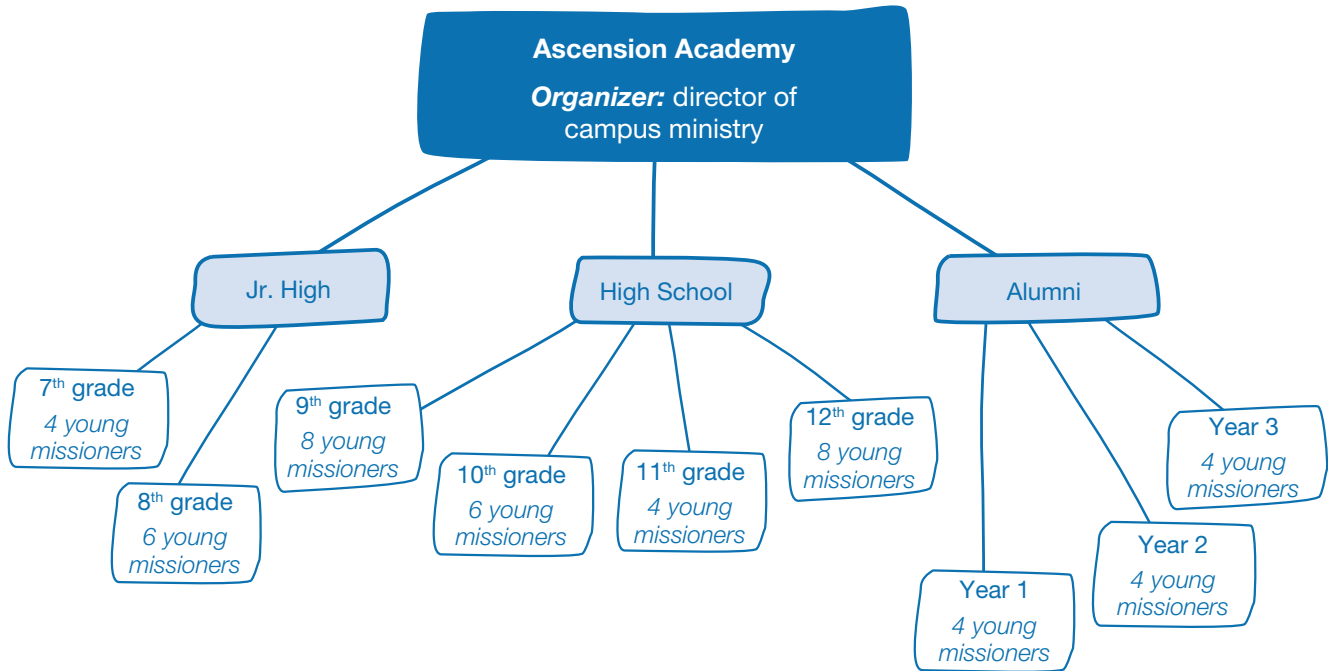 Ascension Academy
Organizer: director of
campus ministry
Jr. High
High School
Alumni
7th grade
4 young
missioners
8th grade
6 young
missioners
9th grade
8 young
missioners
10th grade
6 young
missioners
11th grade
4 young
missioners
12th grade
8 young
missioners
Year 1
4 young
missioners
Year 2
4 young
missioners
Year 3
4 young
missioners